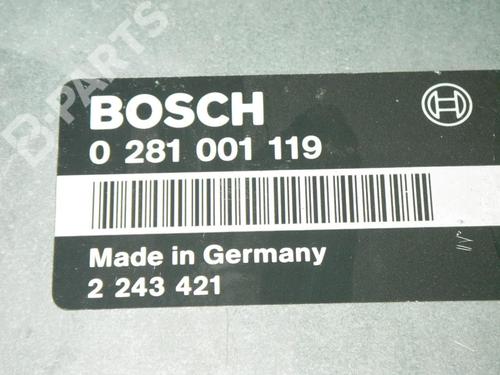 B-PARTS
BOSCH
0 281 001 119
Made in Germany
2 243 421